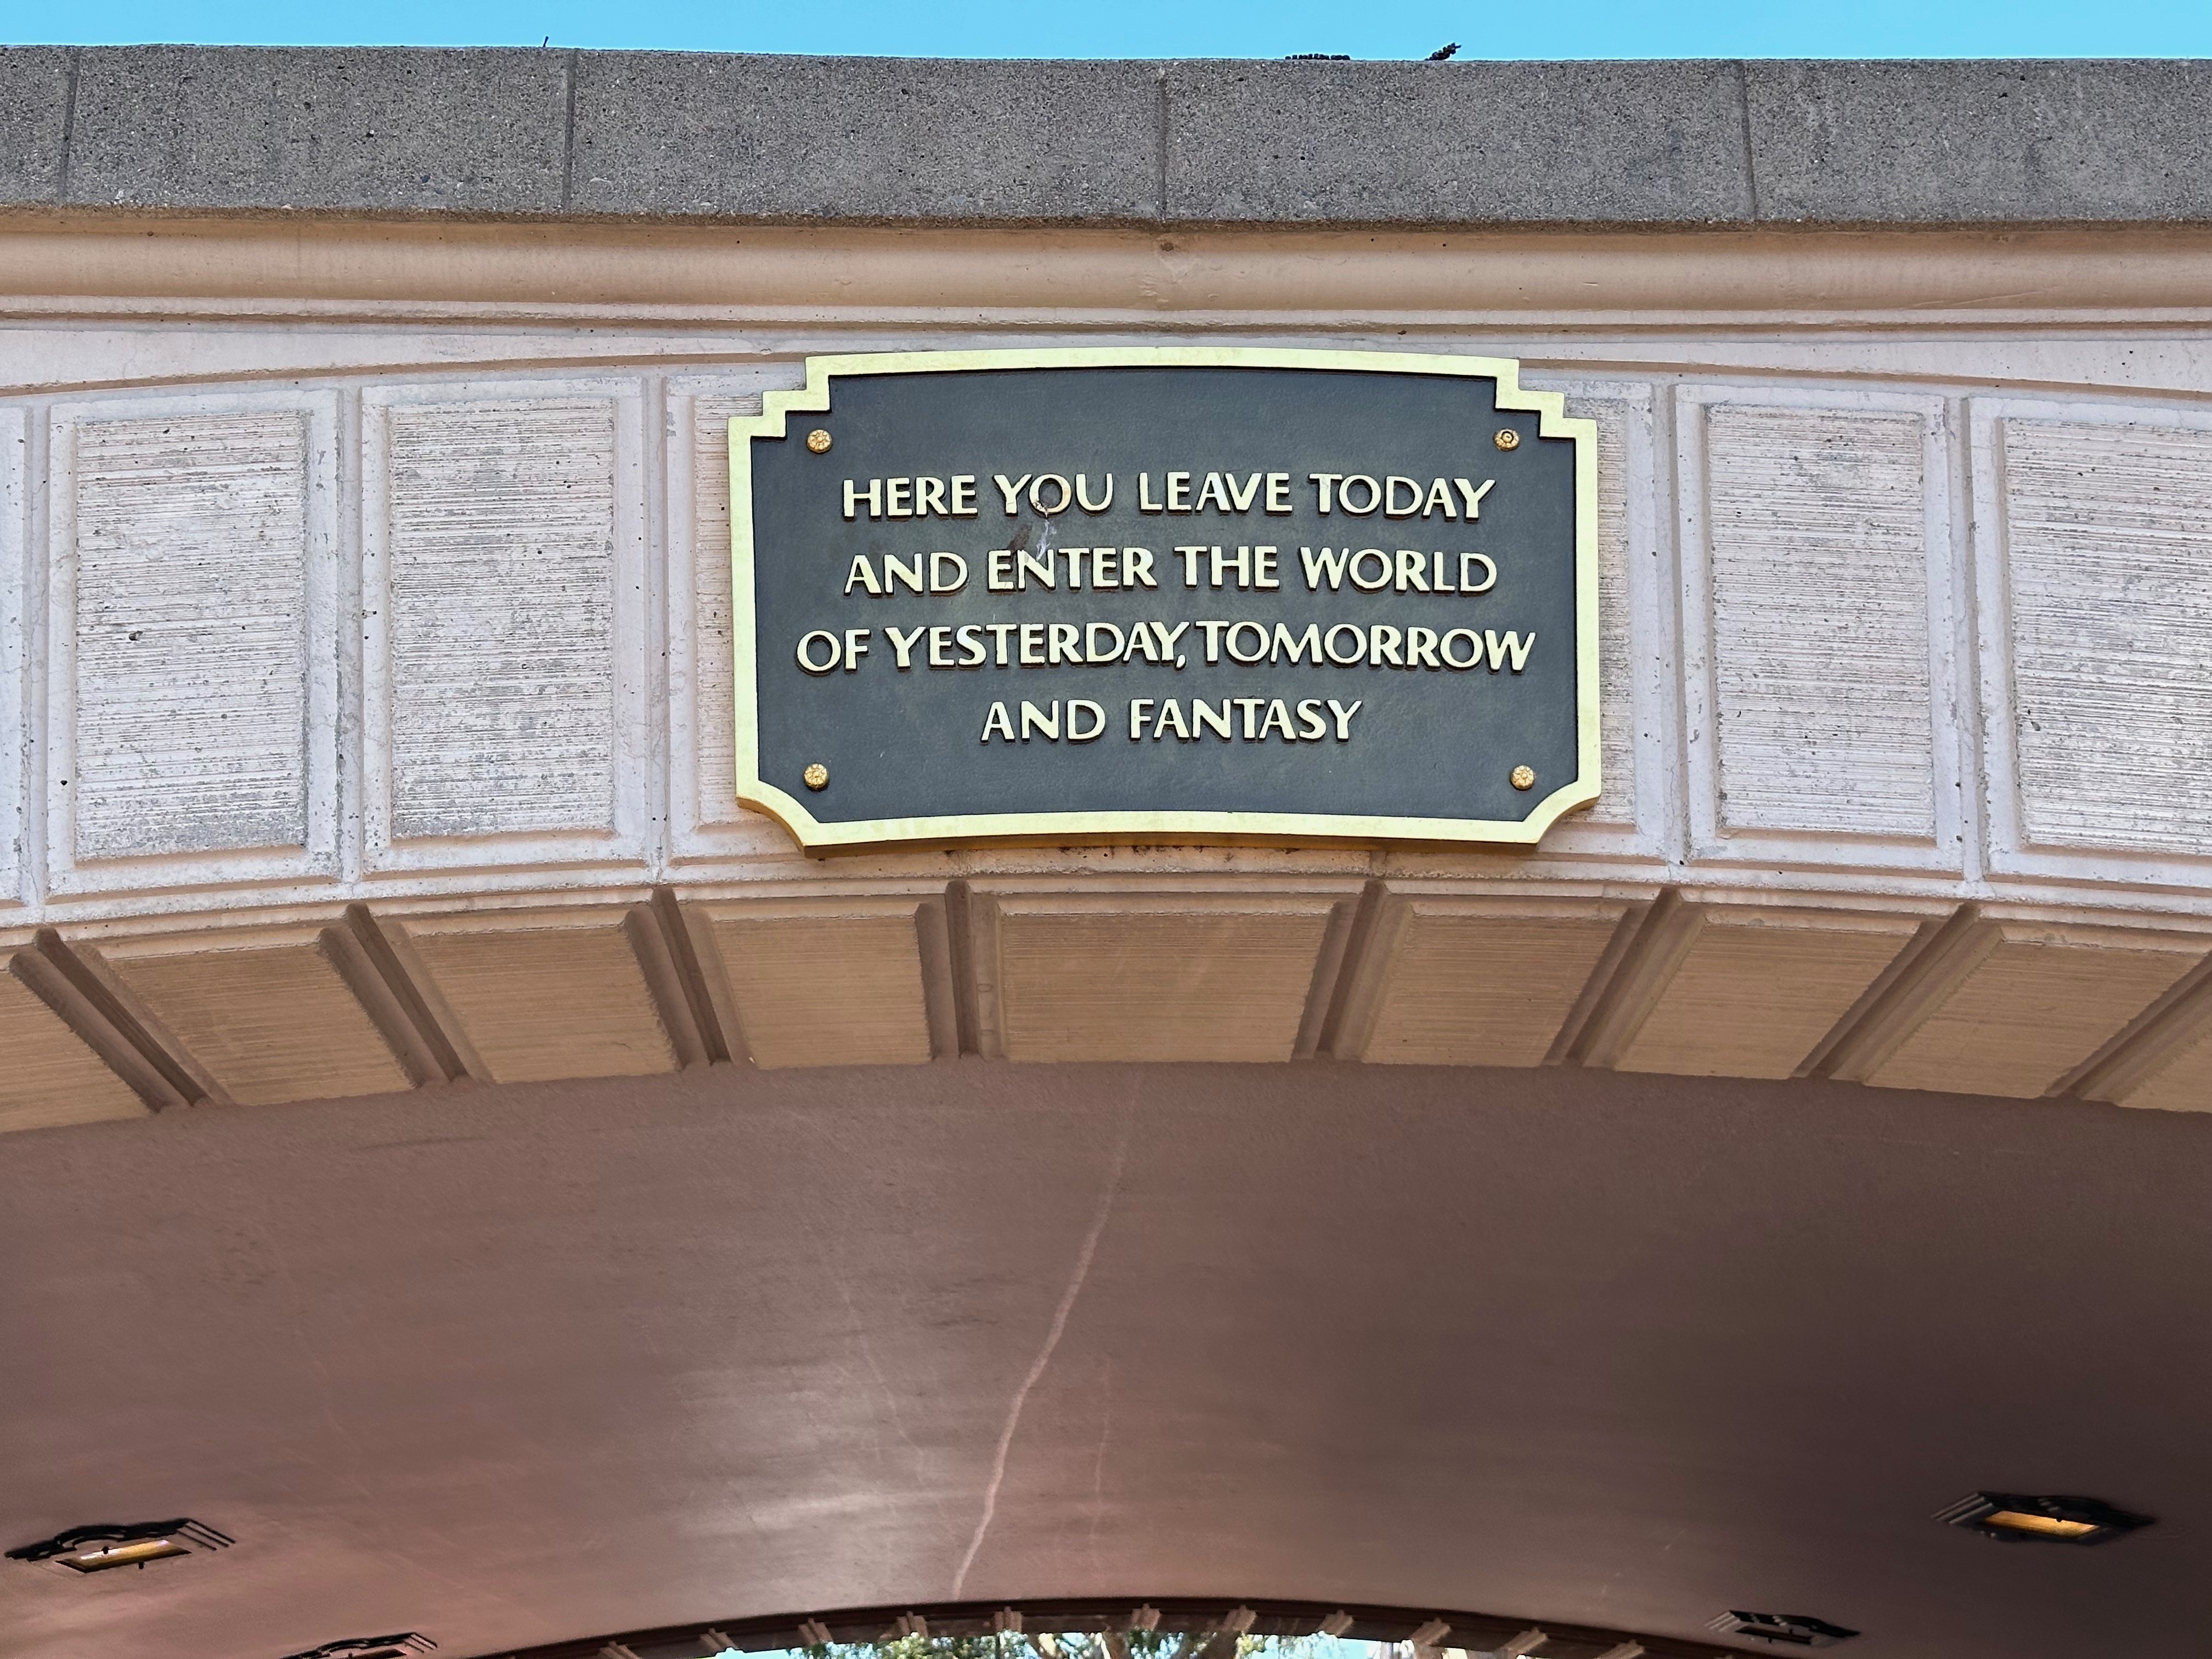 HERE YOU LEAVE TODAY
AND ENTER THE WORLD
OF YESTERDAY, TOMORROW
AND FANTASY